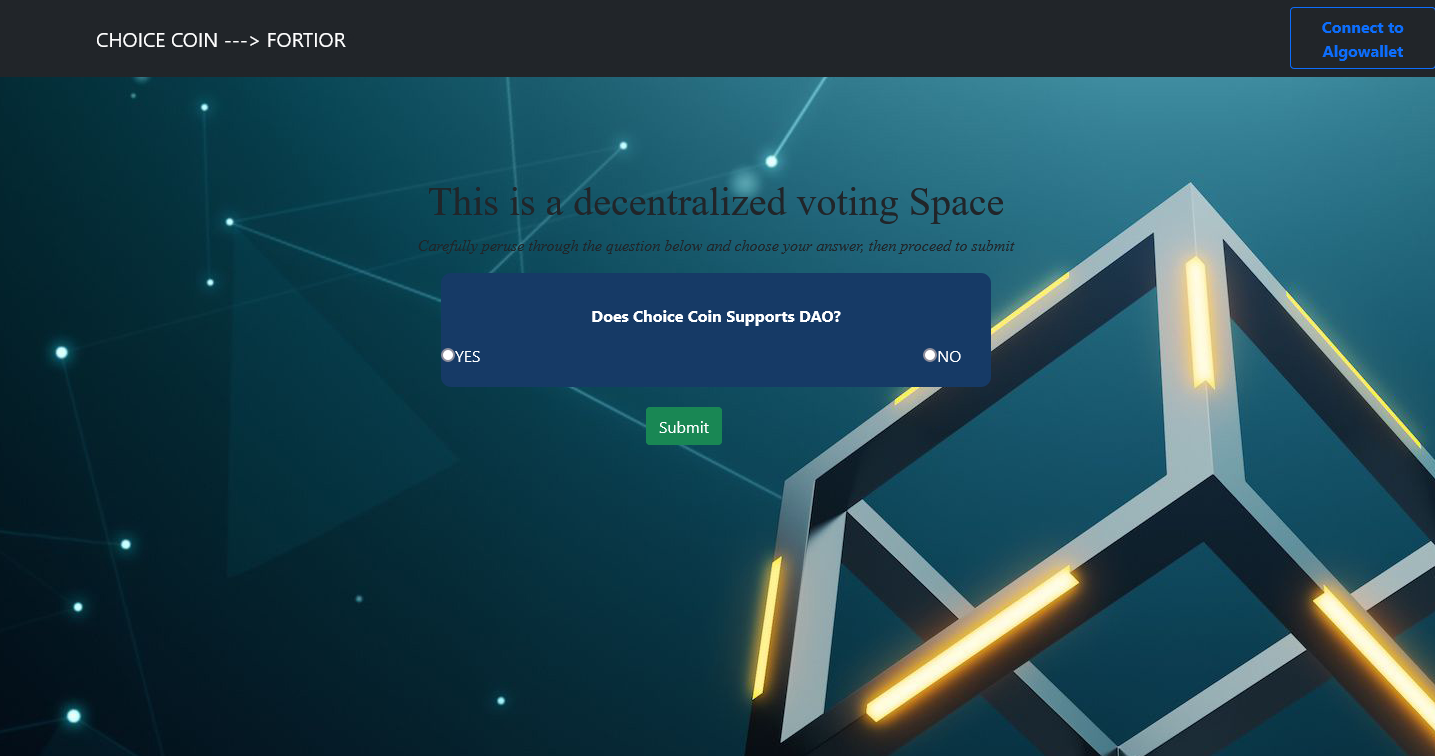 CHOICE COIN ---> FORTIOR
Connect to
Algowallet
This is a decentralized voting Space
Carefully peruse through the question below and choose your answer, then proceed to submit
Does Choice Coin Supports DAO?
YES NO
Submit